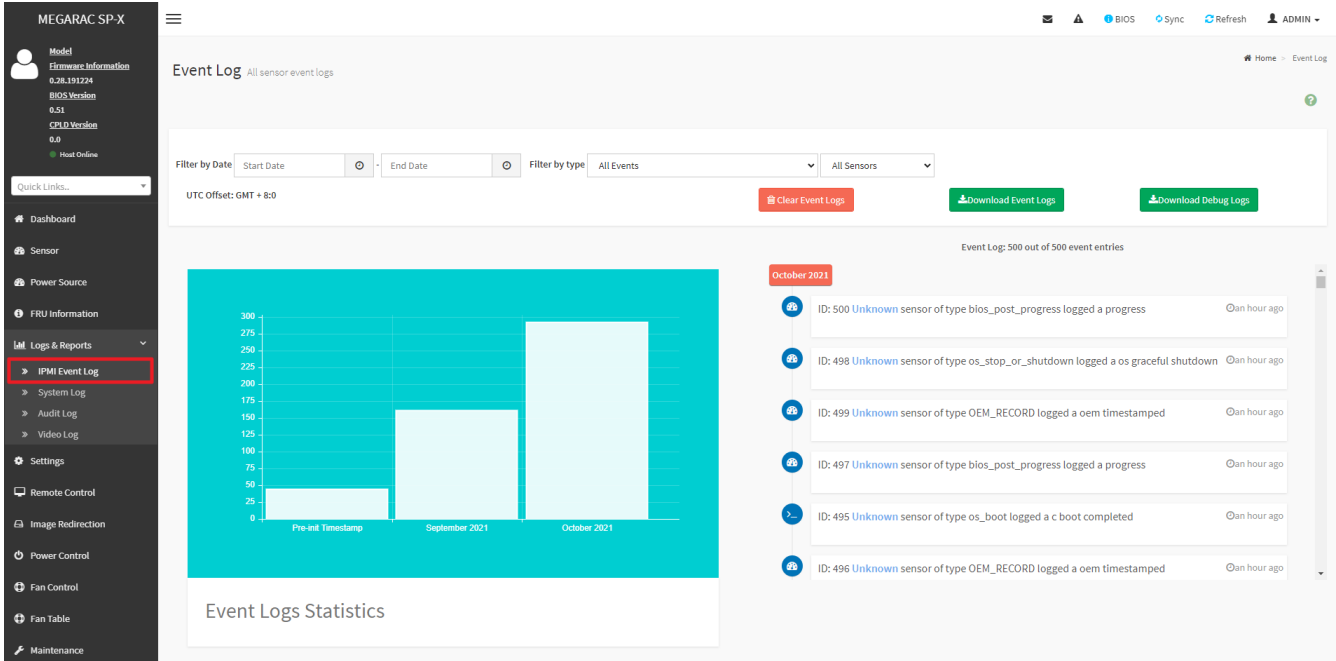 MEGARAC SP-X
BIOS Sync Refresh ADMIN
Model
Firmware Information
0.28.191224
BIOS Version
0.51
CPLD Version
0.0
Host Online
Quick Links..
Dashboard
Sensor
Power Source
FRU Information
Logs & Reports
IPMI Event Log
System Log
Audit Log
Video Log
Settings
Remote Control
Image Redirection
Power Control
Fan Control
Fan Table
Maintenance
Event Log All sensor event logs
Home > Event Log
?
Filter by Date Start Date - End Date Filter by type All Events All Sensors
UTC Offset: GMT + 8:0
Clear Event Logs Download Event Logs Download Debug Logs
300
275
250
225
200
175
150
125
100
75
50
25
0
Pre-init Timestamp September 2021 October 2021
Event Logs Statistics
Event Log: 500 out of 500 event entries
October 2021
ID: 500 Unknown sensor of type bios_post_progress logged a progress an hour ago
ID: 498 Unknown sensor of type os_stop_or_shutdown logged a os graceful shutdown an hour ago
ID: 499 Unknown sensor of type OEM_RECORD logged a oem timestamped an hour ago
ID: 497 Unknown sensor of type bios_post_progress logged a progress an hour ago
ID: 495 Unknown sensor of type os_boot logged a c boot completed an hour ago
ID: 496 Unknown sensor of type OEM_RECORD logged a oem timestamped an hour ago